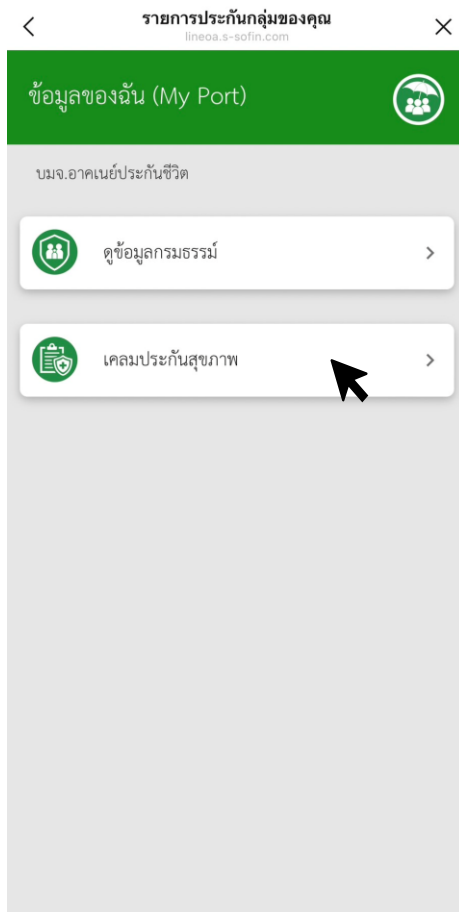 รายการประกันกลุ่มของคุณ
lineoa.s-sofin.com
ข้อมูลของฉัน (My Port)
บมจ.อาคเนย์ประกันชีวิต
ดูข้อมูลกรมธรรม์
เคลมประกันสุขภาพ